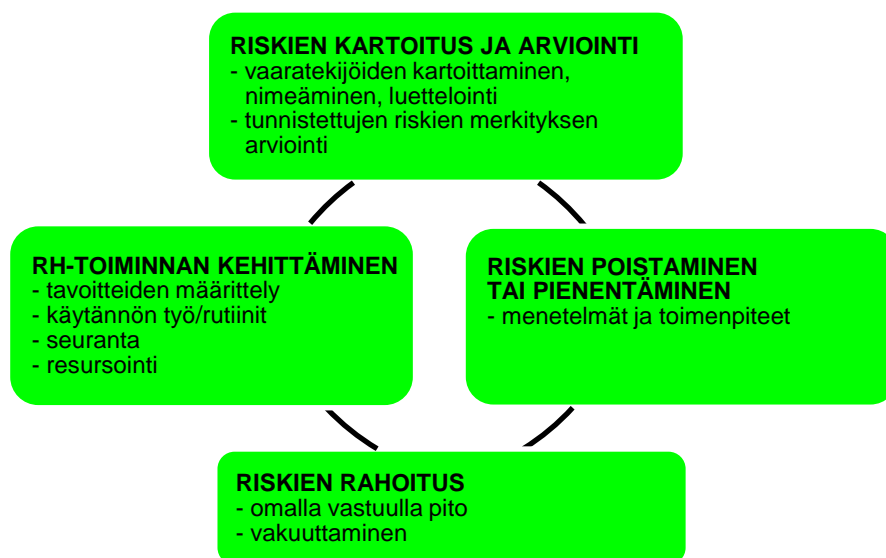 RISKIEN KARTOITUS JA ARVIOINTI
- vaaratekijöiden kartoittaminen,
nimeäminen, luettelointi
- tunnistettujen riskien merkityksen
arviointi
RH-TOIMINNAN KEHITTÄMINEN
- tavoitteiden määrittely
- käytännön työ/rutiinit
- seuranta
- resursointi
RISKIEN POISTAMINEN
TAI PIENENTÄMINEN
- menetelmät ja toimenpiteet
RISKIEN RAHOITUS
- omalla vastuulla pito
- vakuuttaminen